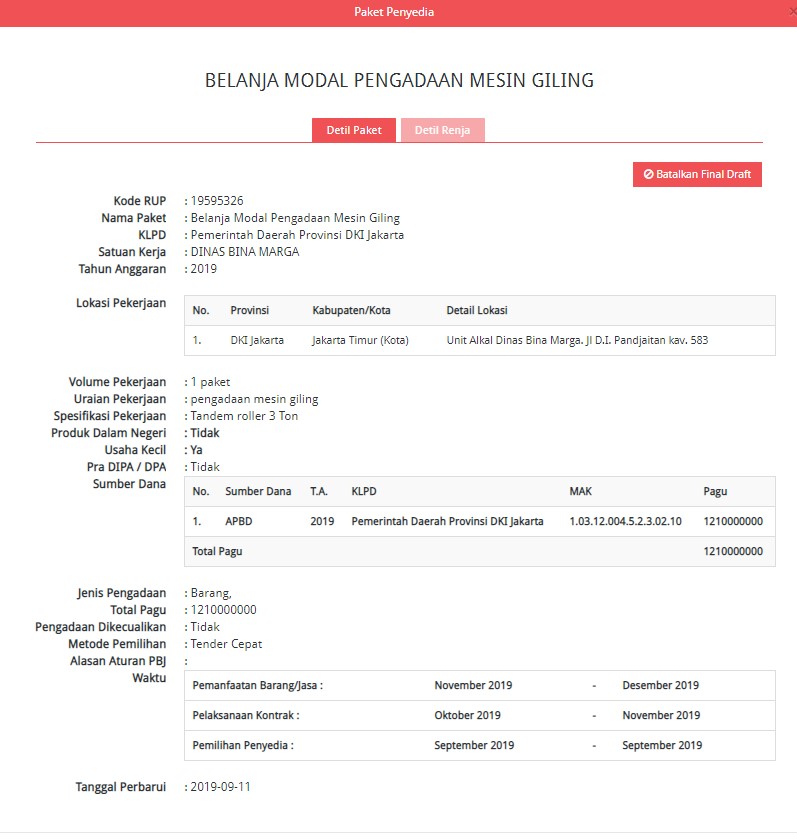 Paket Penyedia
BELANJA MODAL PENGADAAN MESIN GILING
Detil Paket Detil Renja
Batalkan Final Draft
Kode RUP : 19595326
Nama Paket : Belanja Modal Pengadaan Mesin Giling
KLPD : Pemerintah Daerah Provinsi DKI Jakarta
Satuan Kerja : DINAS BINA MARGA
Tahun Anggaran : 2019
Lokasi Pekerjaan
No. Provinsi Kabupaten/Kota Detail Lokasi
1. DKI Jakarta Jakarta Timur (Kota) Unit Alkal Dinas Bina Marga. Jl D.I. Pandjaitan kav. 583
Volume Pekerjaan : 1 paket
Uraian Pekerjaan : pengadaan mesin giling
Spesifikasi Pekerjaan : Tandem roller 3 Ton
Produk Dalam Negeri : Tidak
Usaha Kecil : Ya
Pra DIPA / DPA : Tidak
Sumber Dana
No. Sumber Dana T.A. KLPD MAK Pagu
1. APBD 2019 Pemerintah Daerah Provinsi DKI Jakarta 1.03.12.004.5.2.3.02.10 1210000000
Total Pagu 1210000000
Jenis Pengadaan : Barang,
Total Pagu : 1210000000
Pengadaan Dikecualikan : Tidak
Metode Pemilihan : Tender Cepat
Alasan Aturan PBJ :
Waktu
Pemanfaatan Barang/Jasa : November 2019 - Desember 2019
Pelaksanaan Kontrak : Oktober 2019 - November 2019
Pemilihan Penyedia : September 2019 - September 2019
Tanggal Perbarui : 2019-09-11